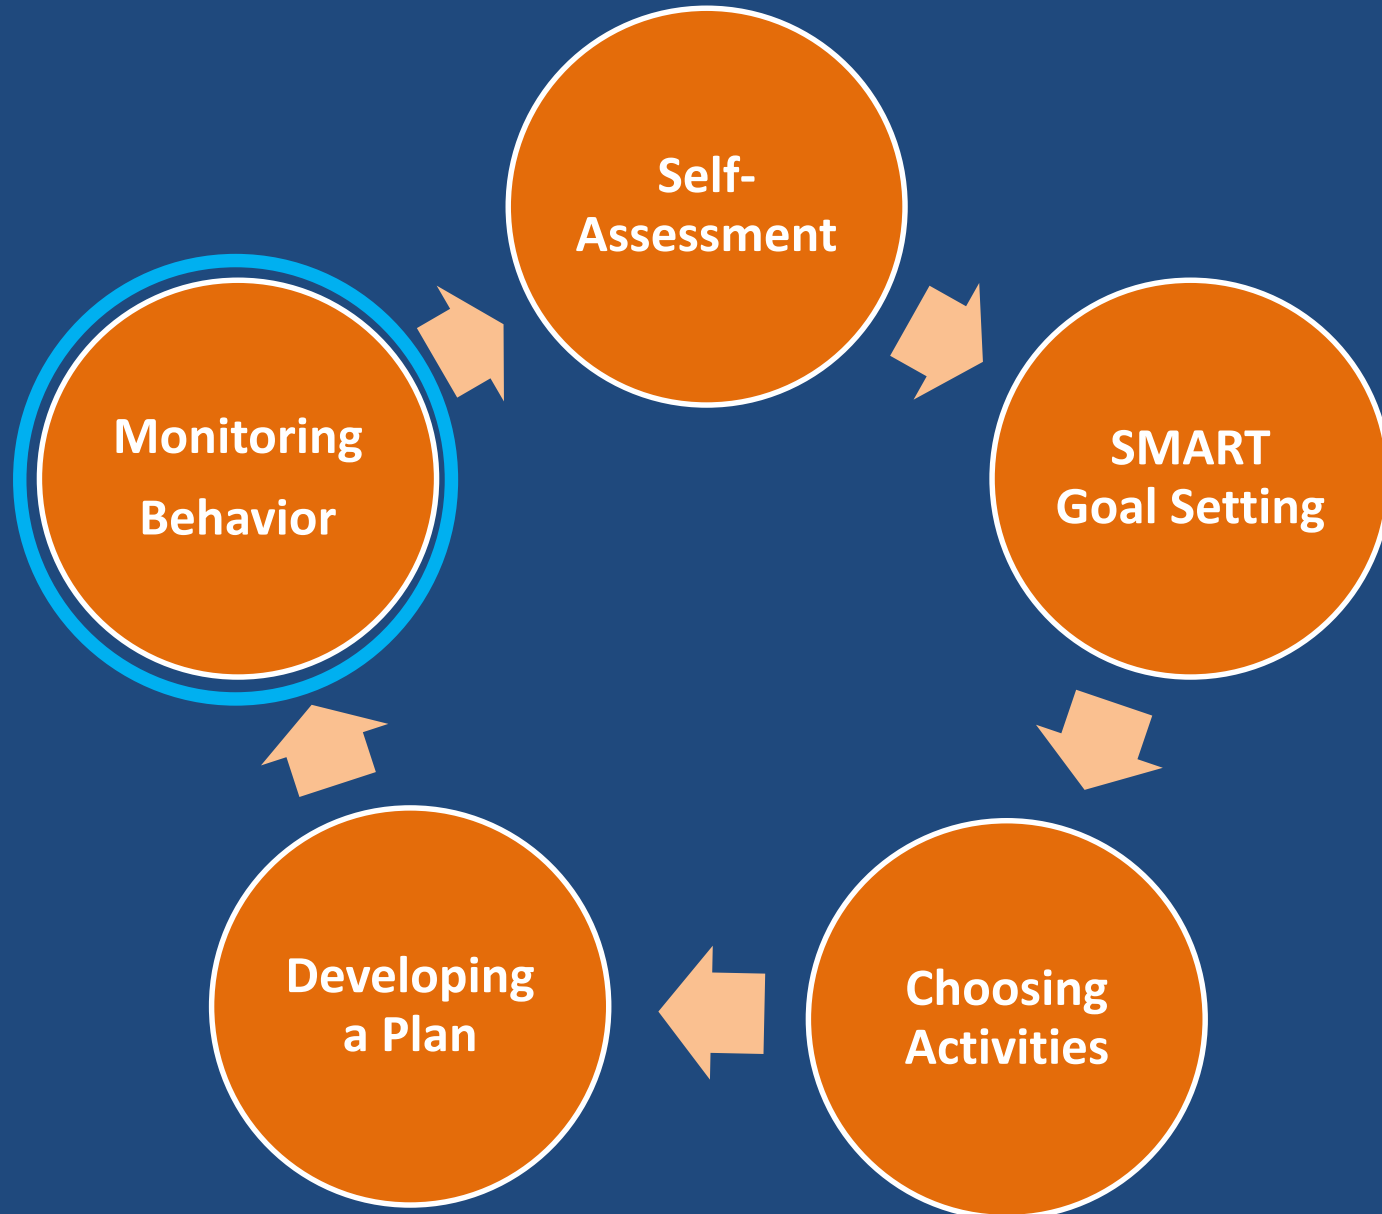 Self-
Assessment
SMART
Goal Setting
Choosing
Activities
Developing
a Plan
Monitoring
Behavior